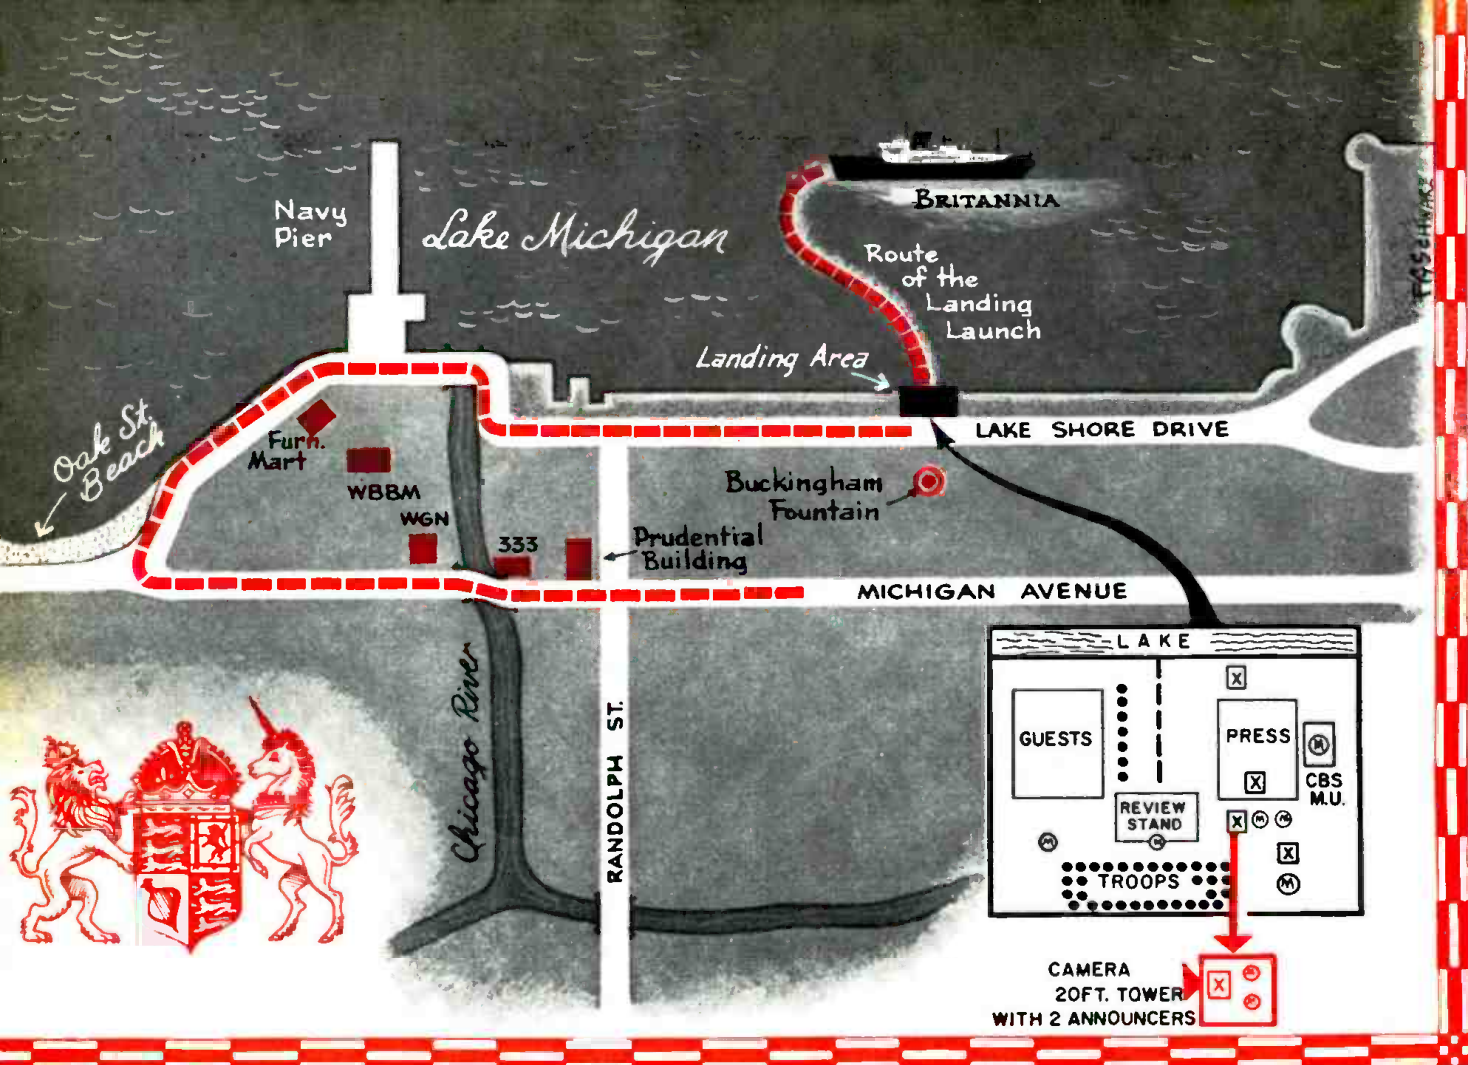 Navy
Pier
Lake Michigan
BRITANNIA
Route
of the
Landing
Launch
Landing Area
Oak St.
Beach
Furn.
Mart
WBBM
WGN
333
Prudential
Building
Buckingham
Fountain
LAKE SHORE DRIVE
MICHIGAN AVENUE
Chicago River
RANDOLPH ST.
LAKE
X
GUESTS
PRESS
M
CBS
M.U.
X
REVIEW
STAND
X
M
M
M
M
X
TROOPS
M
CAMERA
20FT. TOWER
WITH 2 ANNOUNCERS
X
M
M